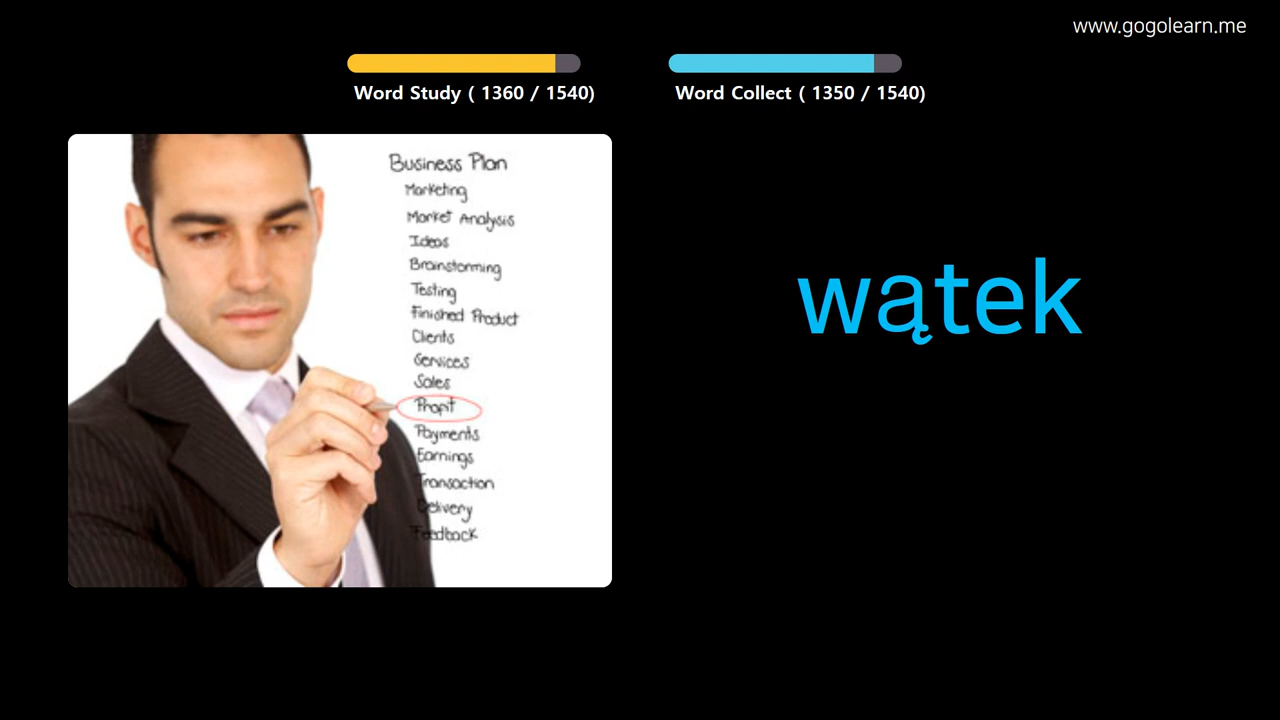 www.gogolearn.me
Word Study ( 1360 / 1540)
Word Collect ( 1350 / 1540)
Business Plan
Marketing
Market Analysis
Ideas
Brainstorming
Testing
Finished Product
Clients
Services
Sales
Profit
Payments
Earnings
Transaction
Delivery
Feedback
wątek